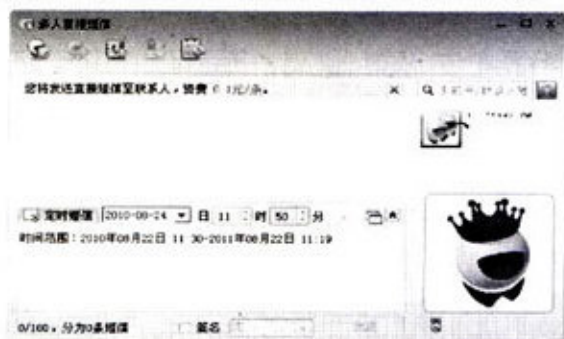 多人直接短信
您将发送直接短信至联系人，资费 0.1元/条。
定时短信 2010-08-24 日 11 时 50 分
时间范围：2010年08月22日 11:30-2011年08月22日 11:19
0/160，分为0条短信 签名